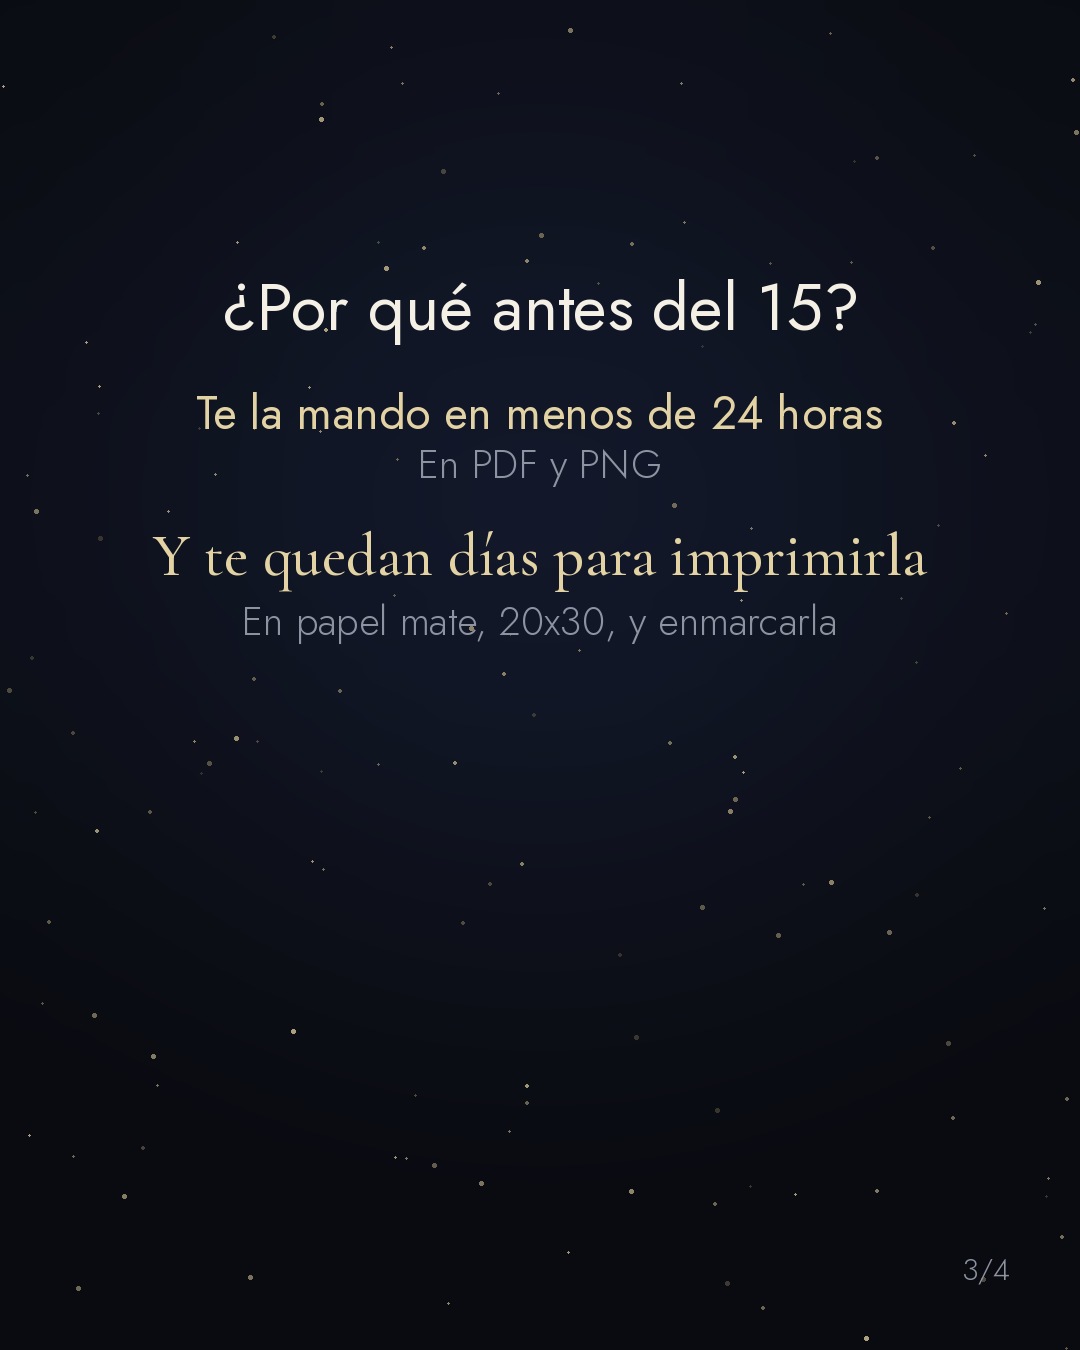 ¿Por qué antes del 15?
Te la mando en menos de 24 horas
En PDF y PNG
Y te quedan días para imprimirla
En papel mate, 20x30, y enmarcarla
3/4